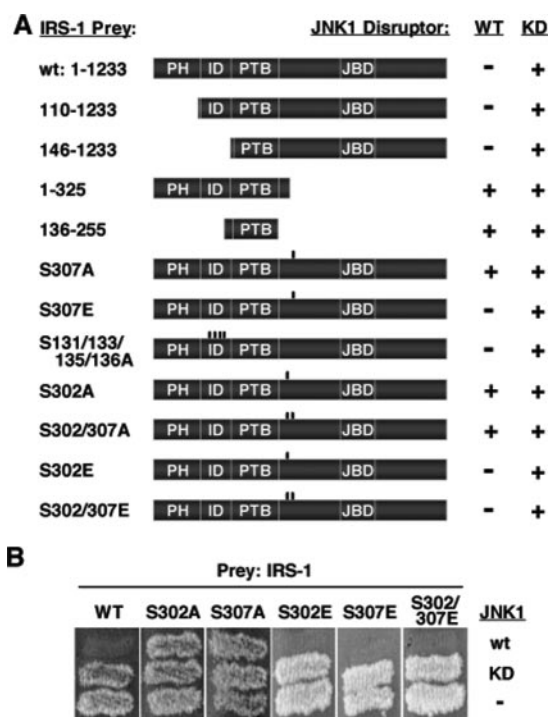 A IRS-1 Prey: JNK1 Disruptor: WT KD
wt: 1-1233 PH ID PTB JBD - +
110-1233 ID PTB JBD - +
146-1233 PTB JBD - +
1-325 PH ID PTB + +
136-255 PTB + +
S307A PH ID PTB JBD + +
S307E PH ID PTB JBD - +
S131/133/
135/136A PH ID PTB JBD - +
S302A PH ID PTB JBD + +
S302/307A PH ID PTB JBD + +
S302E PH ID PTB JBD - +
S302/307E PH ID PTB JBD - +
B
Prey: IRS-1
WT S302A S307A S302E S307E S302/
307E JNK1
wt
KD
-